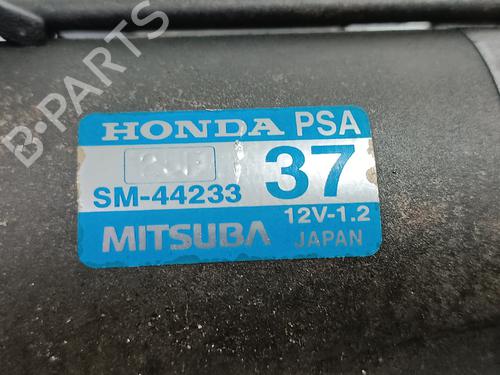 B-PARTS
HONDA PSA
SM-44233 37
12V-1.2
MITSUBA JAPAN